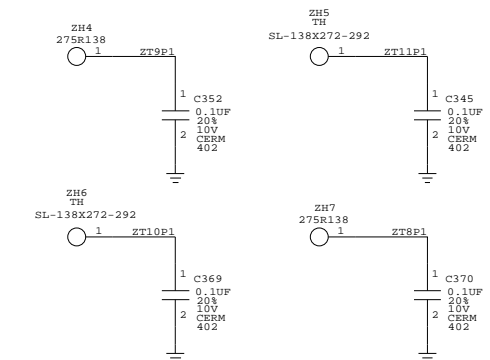 ZH4
275R138
1 ZT9P1
1
C352
0.1UF
20%
10V
2
CERM
402
ZH5
TH
SL-138X272-292
1 ZT11P1
1
C345
0.1UF
20%
10V
2
CERM
402
ZH6
TH
SL-138X272-292
1 ZT10P1
1
C369
0.1UF
20%
10V
2
CERM
402
ZH7
275R138
1 ZT8P1
1
C370
0.1UF
20%
10V
2
CERM
402